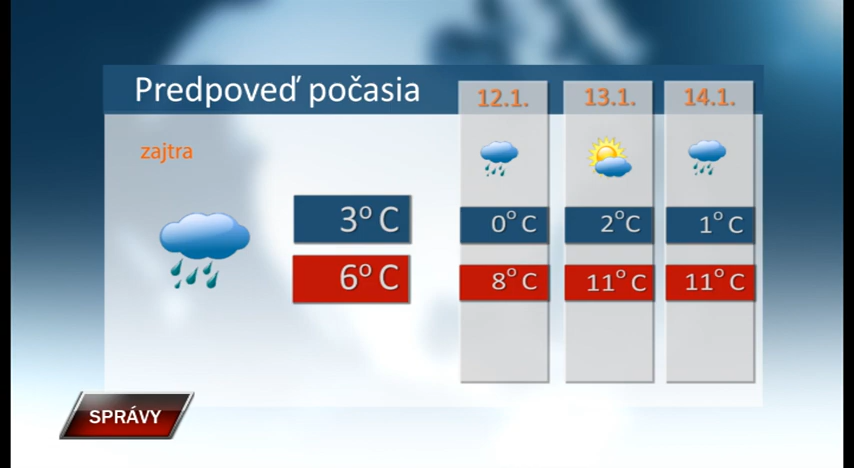 Predpoveď počasia
zajtra
3° C
6° C
12.1.
0° C
8° C
13.1.
2°C
11° C
14.1.
1° C
11° C
SPRÁVY